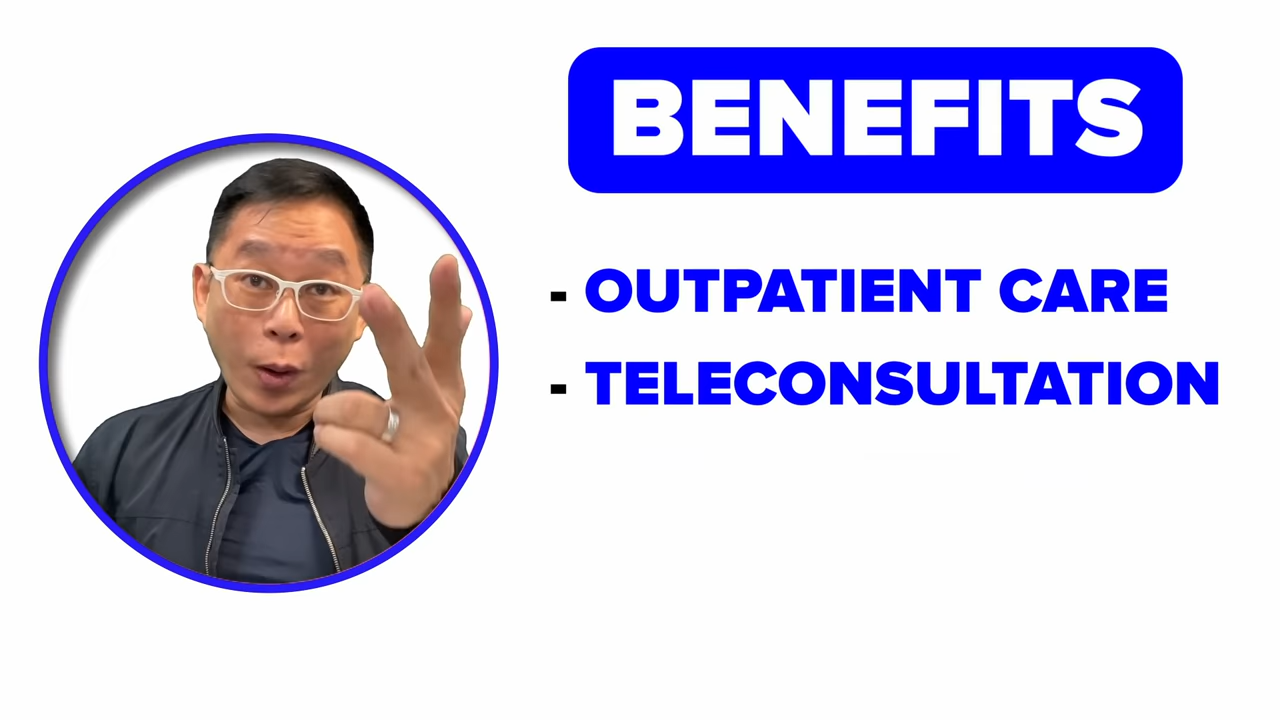 BENEFITS
- OUTPATIENT CARE
- TELECONSULTATION